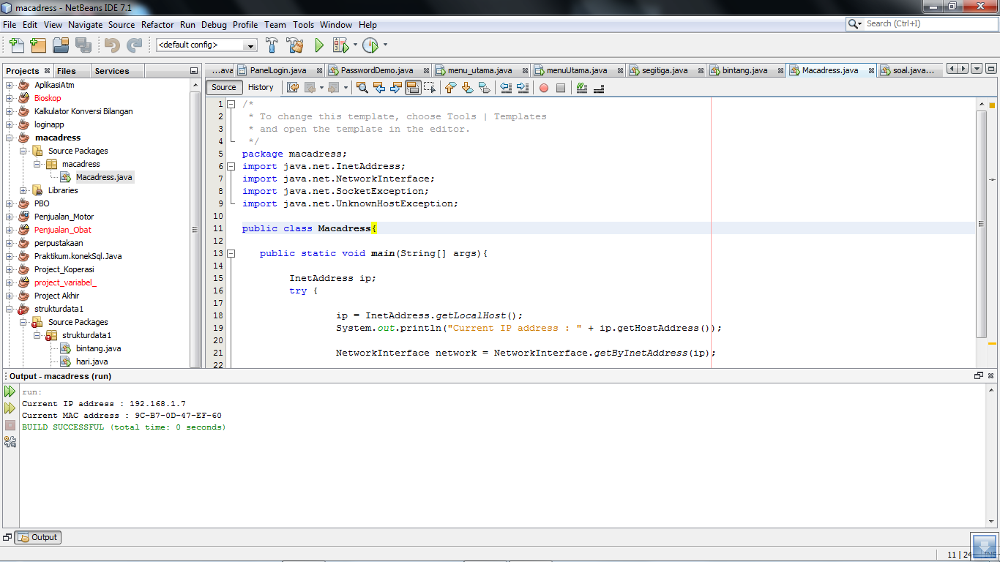 macadress - NetBeans IDE 7.1
File Edit View Navigate Source Refactor Run Debug Profile Team Tools Window Help
Search (Ctrl+I)
<default config>
Projects Files Services
AplikasiAtm
Bioskop
Kalkulator Konversi Bilangan
loginapp
macadress
Source Packages
macadress
Macadress.java
Libraries
PBO
Penjualan_Motor
Penjualan_Obat
perpustakaan
Praktikum.konekSql.Java
Project_Koperasi
project_variabel_
Project Akhir
strukturdata1
Source Packages
strukturdata1
bintang.java
hari.java
...ava PanelLogin.java PasswordDemo.java menu_utama.java menuUtama.java segitiga.java bintang.java Macadress.java soal.java...
Source History
1 /*
2 * To change this template, choose Tools | Templates
3 * and open the template in the editor.
4 */
5 package macadress;
6 import java.net.InetAddress;
7 import java.net.NetworkInterface;
8 import java.net.SocketException;
9 import java.net.UnknownHostException;
10
11 public class Macadress{
12
13 public static void main(String[] args){
14
15 InetAddress ip;
16 try {
17
18 ip = InetAddress.getLocalHost();
19 System.out.println("Current IP address : " + ip.getHostAddress());
20
21 NetworkInterface network = NetworkInterface.getByInetAddress(ip);
22
Output - macadress (run)
run:
Current IP address : 192.168.1.7
Current MAC address : 9C-B7-0D-47-EF-60
BUILD SUCCESSFUL (total time: 0 seconds)
Output
11 | 24 INS